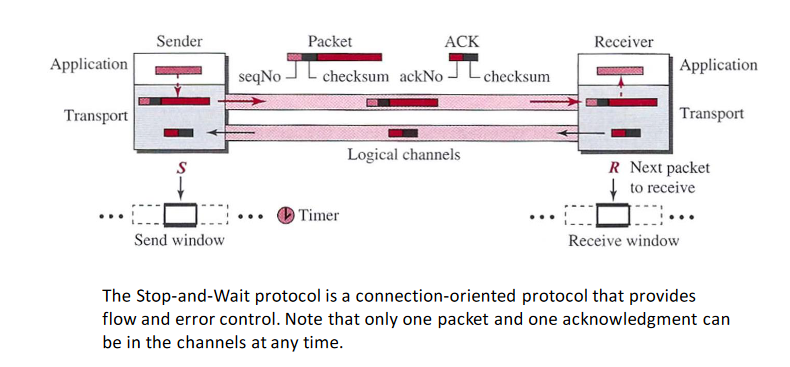 Sender Packet ACK Receiver
Application Application
seqNo checksum ackNo checksum
Transport Transport
Logical channels
S R Next packet
to receive
••• ••• Timer ••• •••
Send window Receive window
The Stop-and-Wait protocol is a connection-oriented protocol that provides
flow and error control. Note that only one packet and one acknowledgment can
be in the channels at any time.